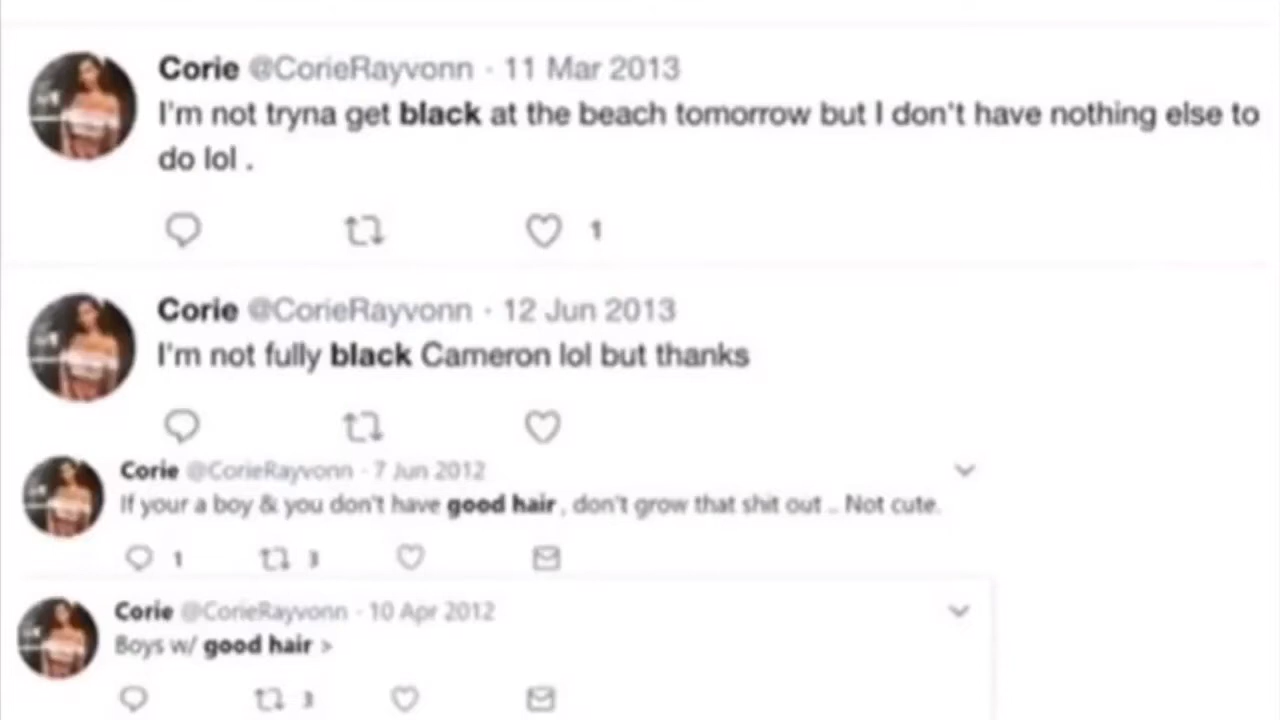 Corie @CorieRayvonn · 11 Mar 2013
I'm not tryna get black at the beach tomorrow but I don't have nothing else to
do lol .
1
Corie @CorieRayvonn · 12 Jun 2013
I'm not fully black Cameron lol but thanks
Corie @CorieRayvonn · 7 Jun 2012
If your a boy & you don't have good hair , don't grow that shit out .. Not cute.
1 3
Corie @CorieRayvonn · 10 Apr 2012
Boys w/ good hair >
3